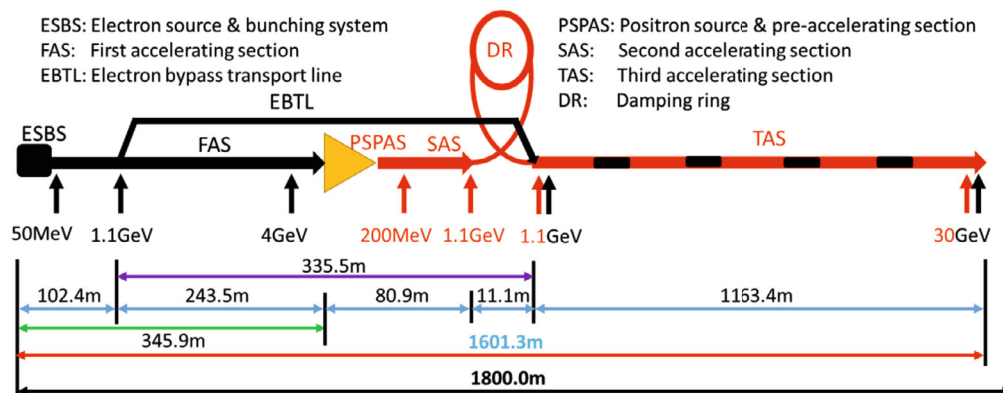 ESBS: Electron source & bunching system
FAS: First accelerating section
EBTL: Electron bypass transport line
PSPAS: Positron source & pre-accelerating section
SAS: Second accelerating section
TAS: Third accelerating section
DR: Damping ring
DR
EBTL
ESBS
FAS
PSPAS
SAS
TAS
50MeV
1.1GeV
4GeV
200MeV
1.1GeV
1.1GeV
30GeV
335.5m
102.4m
243.5m
80.9m
11.1m
1153.4m
345.9m
1601.3m
1800.0m